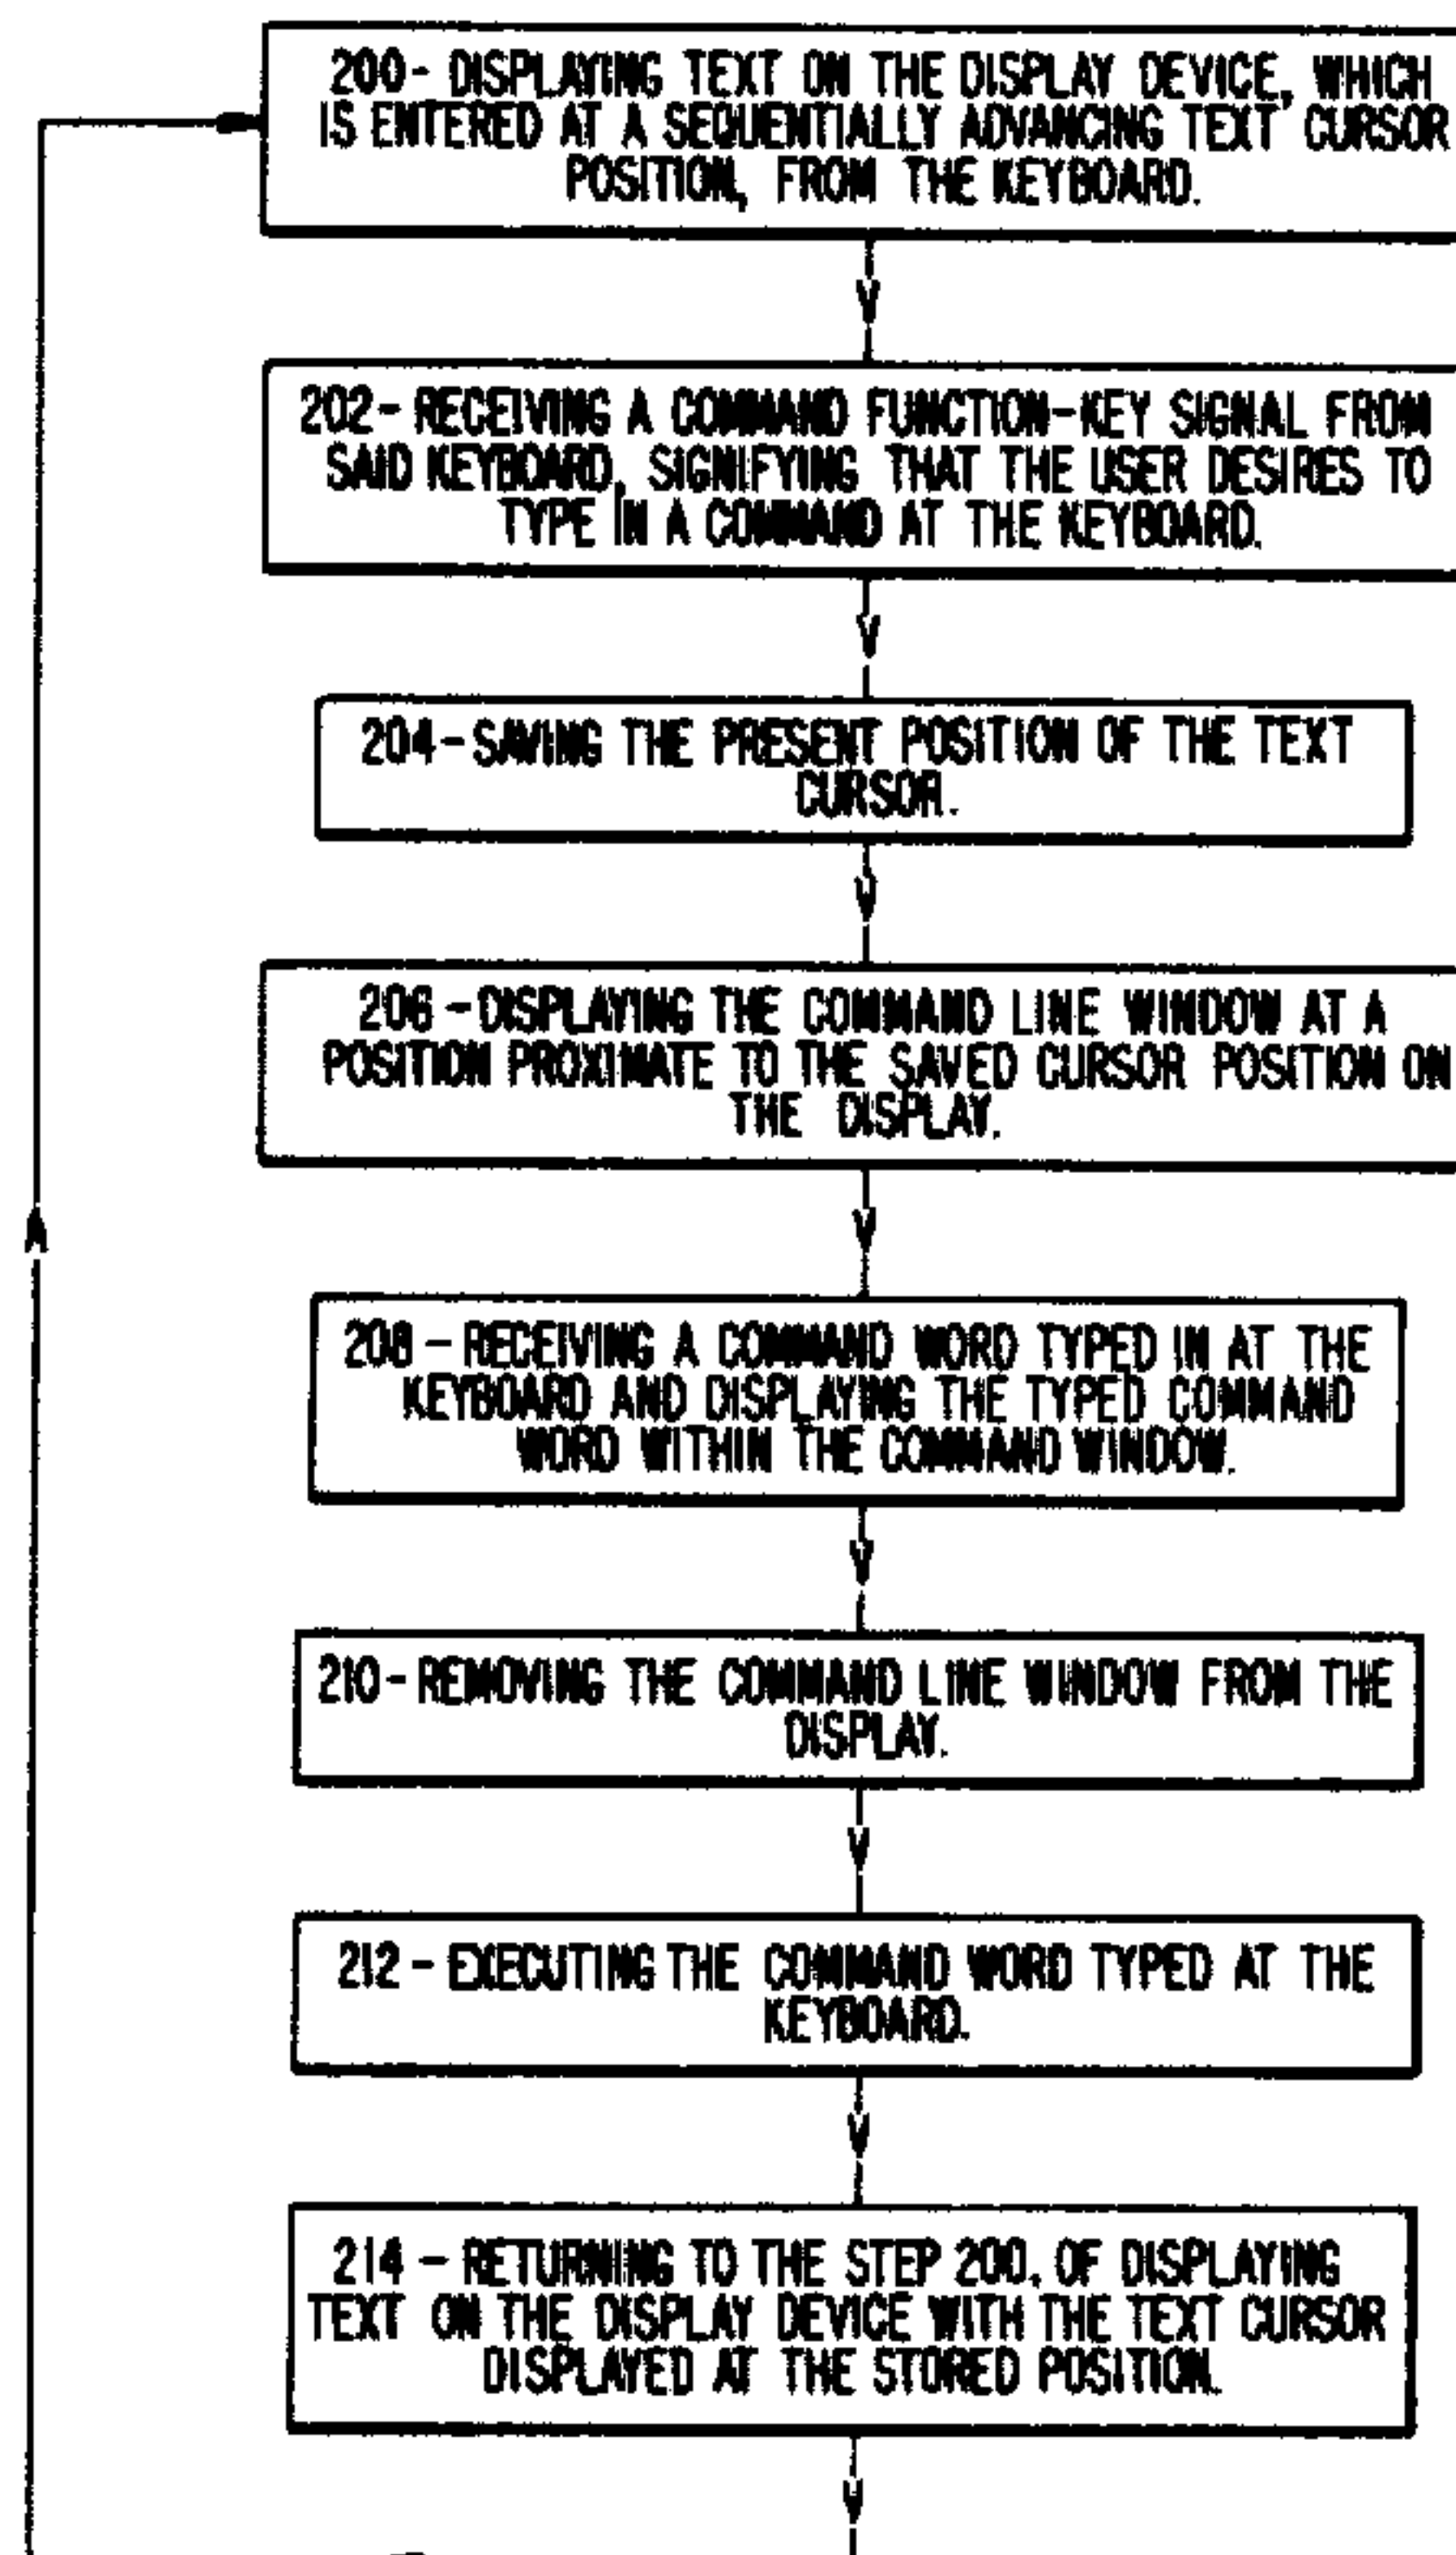 200- DISPLAYING TEXT ON THE DISPLAY DEVICE, WHICH
IS ENTERED AT A SEQUENTIALLY ADVANCING TEXT CURSOR
POSITION, FROM THE KEYBOARD.
202- RECEIVING A COMMAND FUNCTION-KEY SIGNAL FROM
SAID KEYBOARD, SIGNIFYING THAT THE USER DESIRES TO
TYPE IN A COMMAND AT THE KEYBOARD.
204-SAVING THE PRESENT POSITION OF THE TEXT
CURSOR.
206 -DISPLAYING THE COMMAND LINE WINDOW AT A
POSITION PROXIMATE TO THE SAVED CURSOR POSITION ON
THE DISPLAY.
208 - RECEIVING A COMMAND WORD TYPED IN AT THE
KEYBOARD AND DISPLAYING THE TYPED COMMAND
WORD WITHIN THE COMMAND WINDOW.
210- REMOVING THE COMMAND LINE WINDOW FROM THE
DISPLAY.
212 - EXECUTING THE COMMAND WORD TYPED AT THE
KEYBOARD.
214 - RETURNING TO THE STEP 200, OF DISPLAYING
TEXT ON THE DISPLAY DEVICE WITH THE TEXT CURSOR
DISPLAYED AT THE STORED POSITION.